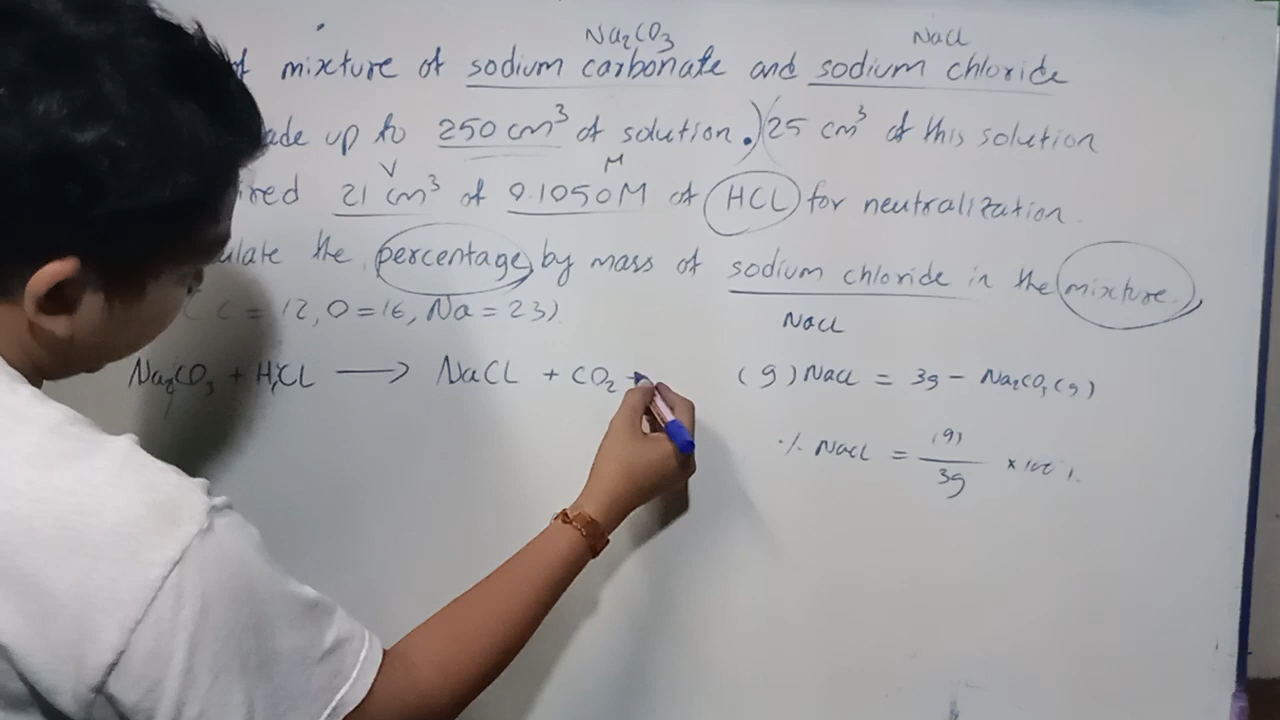 Na₂CO₃ NaCl
of mixture of sodium carbonate and sodium chloride
ade up to 250 cm³ of solution.) 25 cm³ of this solution
V M
ired 21 cm³ of 0.1050M of HCL for neutralization.
ulate the percentage by mass of sodium chloride in the mixture.
(C = 12, O = 16, Na = 23) NaCl
Na₂CO₃ + HCL → NaCL + CO₂ +
(g) NaCl = 3g – Na₂CO₃ (g)
% NaCl = (g) / 3g × 100 %